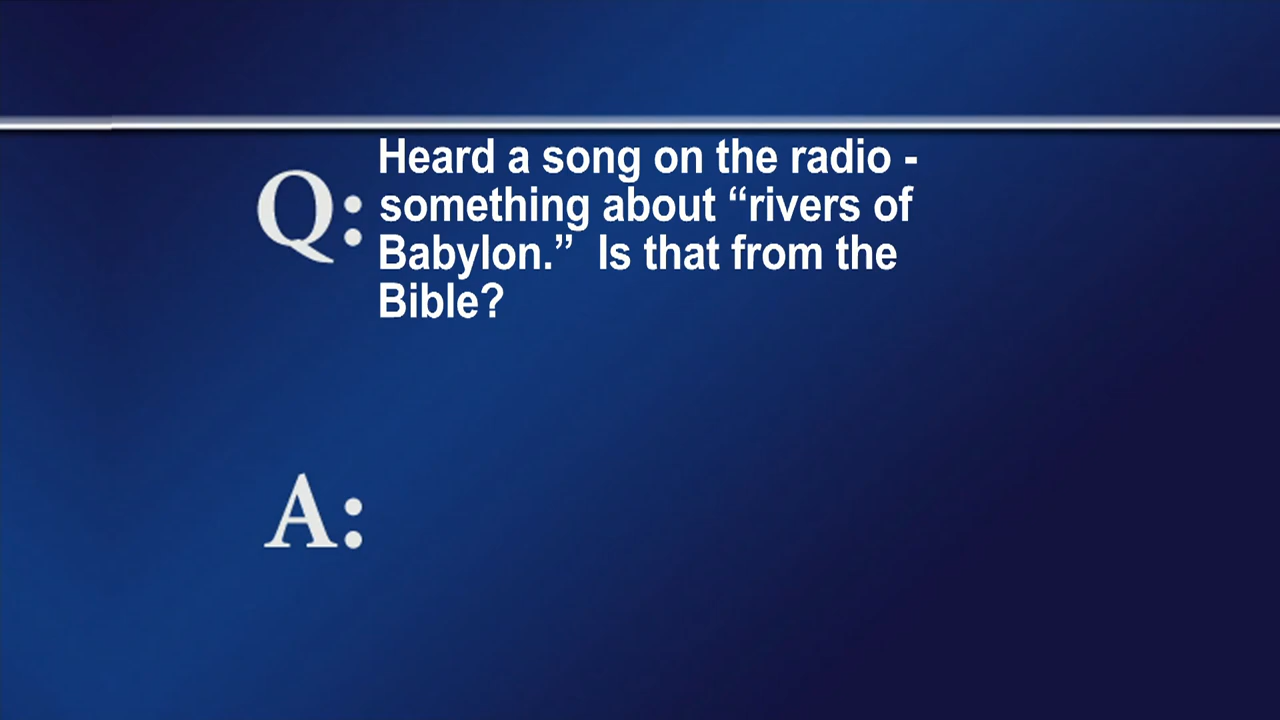 Q:
Heard a song on the radio -
something about “rivers of
Babylon.”  Is that from the
Bible?
A: